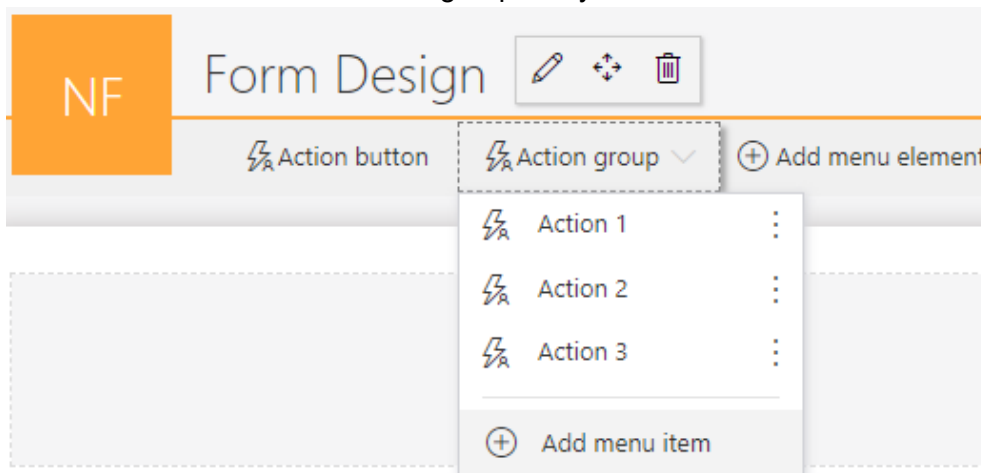 Form Design
NF
Action button
Action group
Add menu element
Action 1
Action 2
Action 3
Add menu item